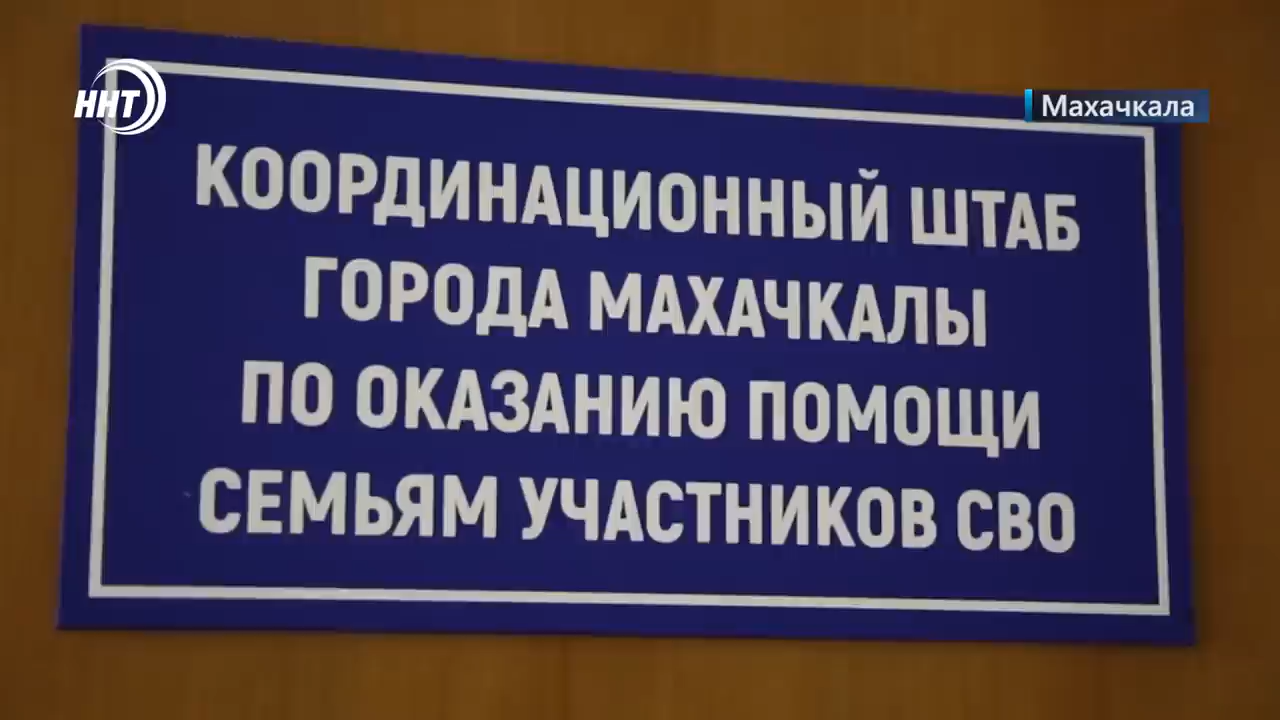 ННТ
Махачкала
КООРДИНАЦИОННЫЙ ШТАБ
ГОРОДА МАХАЧКАЛЫ
ПО ОКАЗАНИЮ ПОМОЩИ
СЕМЬЯМ УЧАСТНИКОВ СВО